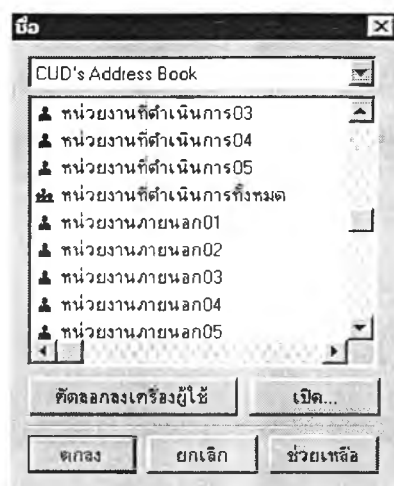 ชื่อ
CUD's Address Book
หน่วยงานที่ดำเนินการ03
หน่วยงานที่ดำเนินการ04
หน่วยงานที่ดำเนินการ05
หน่วยงานที่ดำเนินการทั้งหมด
หน่วยงานภายนอก01
หน่วยงานภายนอก02
หน่วยงานภายนอก03
หน่วยงานภายนอก04
หน่วยงานภายนอก05
คัดลอกลงเครื่องผู้ใช้ เปิด...
ตกลง ยกเลิก ช่วยเหลือ